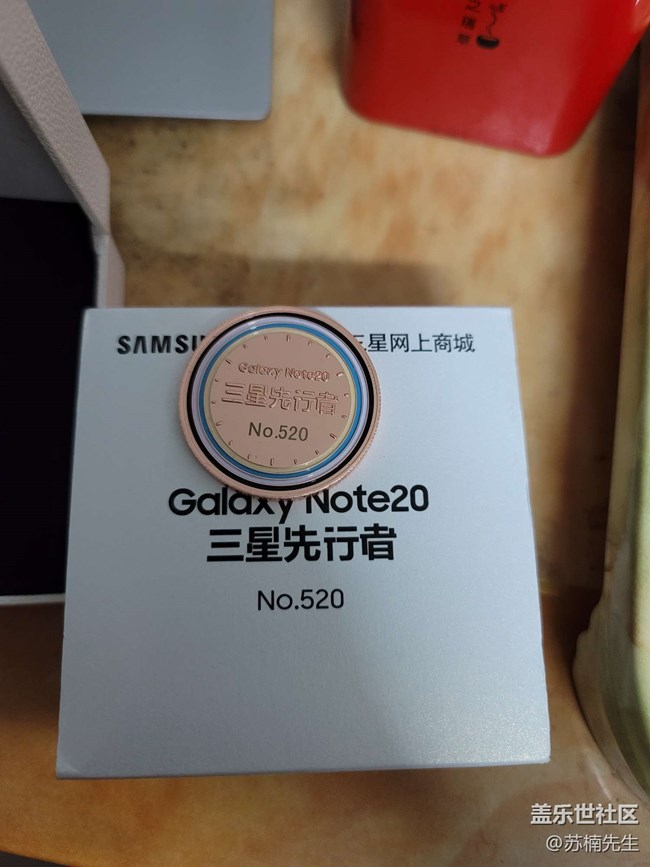 SAMSU 三星网上商城
Galaxy Note20
三星先行者
No.520
Galaxy Note20
三星先行者
No.520
盖乐世社区
@苏楠先生